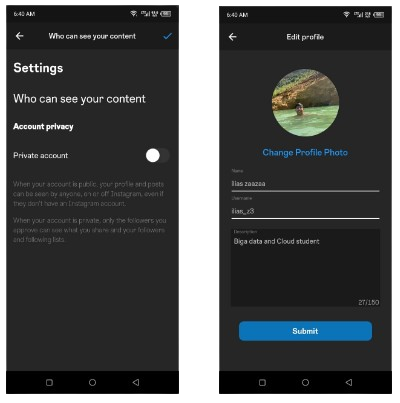 6:40 AM
Who can see your content
Settings
Who can see your content
Account privacy
Private account
When your account is public, your profile and posts
can be seen by anyone, on or off Instagram, even if
they don't have an Instagram account.
When your account is private, only the followers you
approve can see what you share and your followers
and following lists.
6:40 AM
Edit profile
Change Profile Photo
Name
ilias zaazaa
Username
ilias_z3
Description
Biga data and Cloud student
27/150
Submit